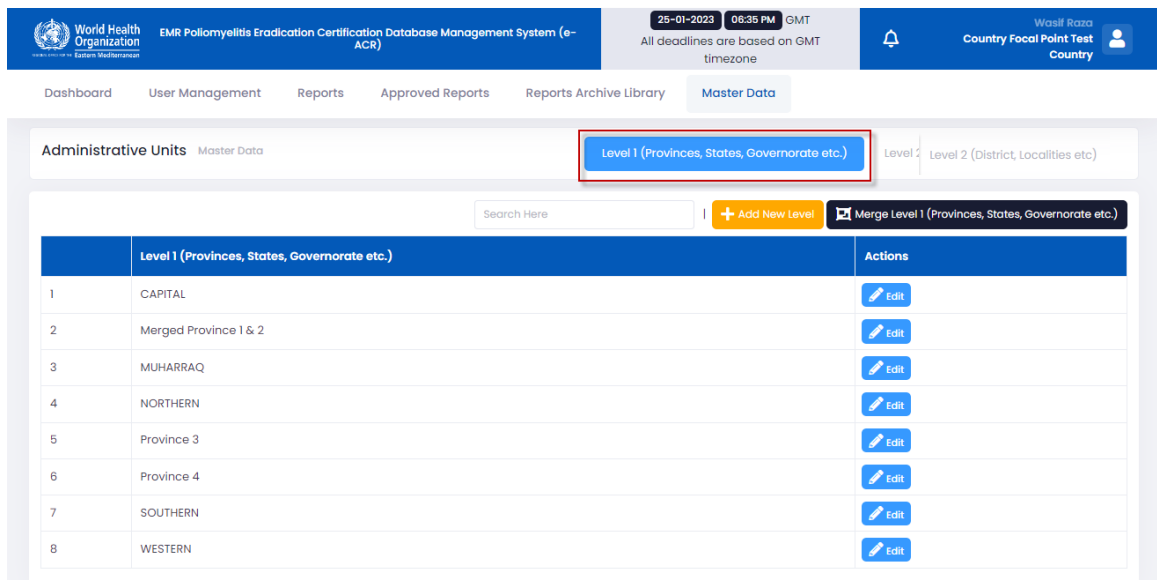 World Health
Organization
Eastern Mediterranean
EMR Poliomyelitis Eradication Certification Database Management System (e-
ACR)
25-01-2023 06:35 PM GMT
All deadlines are based on GMT
timezone
Wasif Raza
Country Focal Point Test
Country
Dashboard User Management Reports Approved Reports Reports Archive Library Master Data
Administrative Units Master Data
Level 1 (Provinces, States, Governorate etc.)
Level 2
Level 2 (District, Localities etc)
Search Here
| Add New Level
Merge Level 1 (Provinces, States, Governorate etc.)
Level 1 (Provinces, States, Governorate etc.) Actions
1 CAPITAL Edit
2 Merged Province 1 & 2 Edit
3 MUHARRAQ Edit
4 NORTHERN Edit
5 Province 3 Edit
6 Province 4 Edit
7 SOUTHERN Edit
8 WESTERN Edit